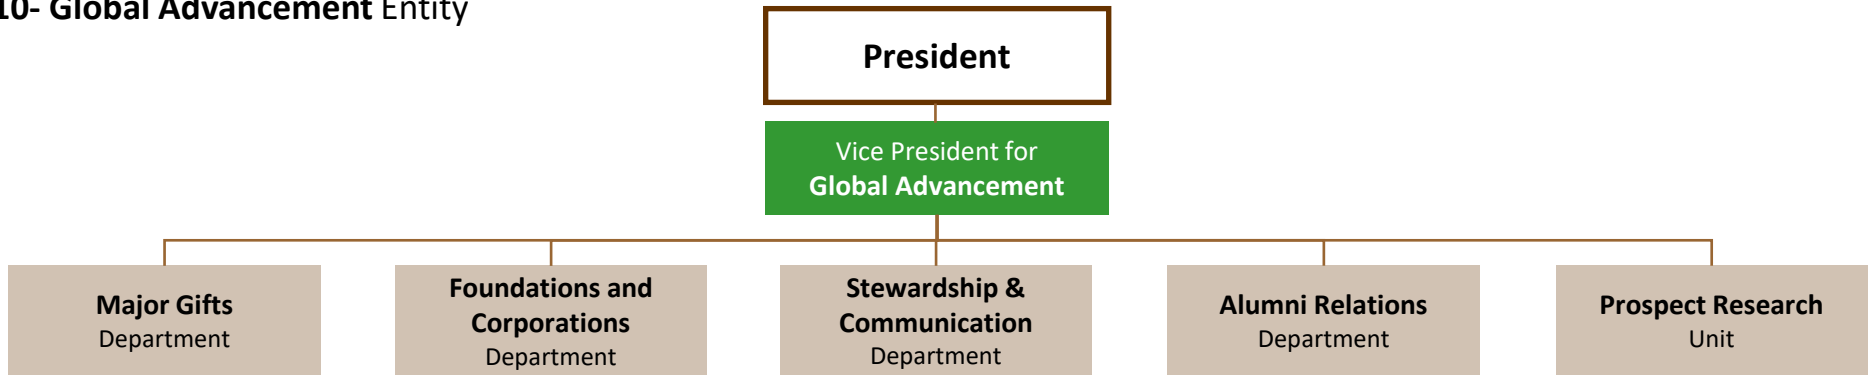 10- Global Advancement Entity
President
Vice President for
Global Advancement
Major Gifts
Department
Foundations and
Corporations
Department
Stewardship &
Communication
Department
Alumni Relations
Department
Prospect Research
Unit